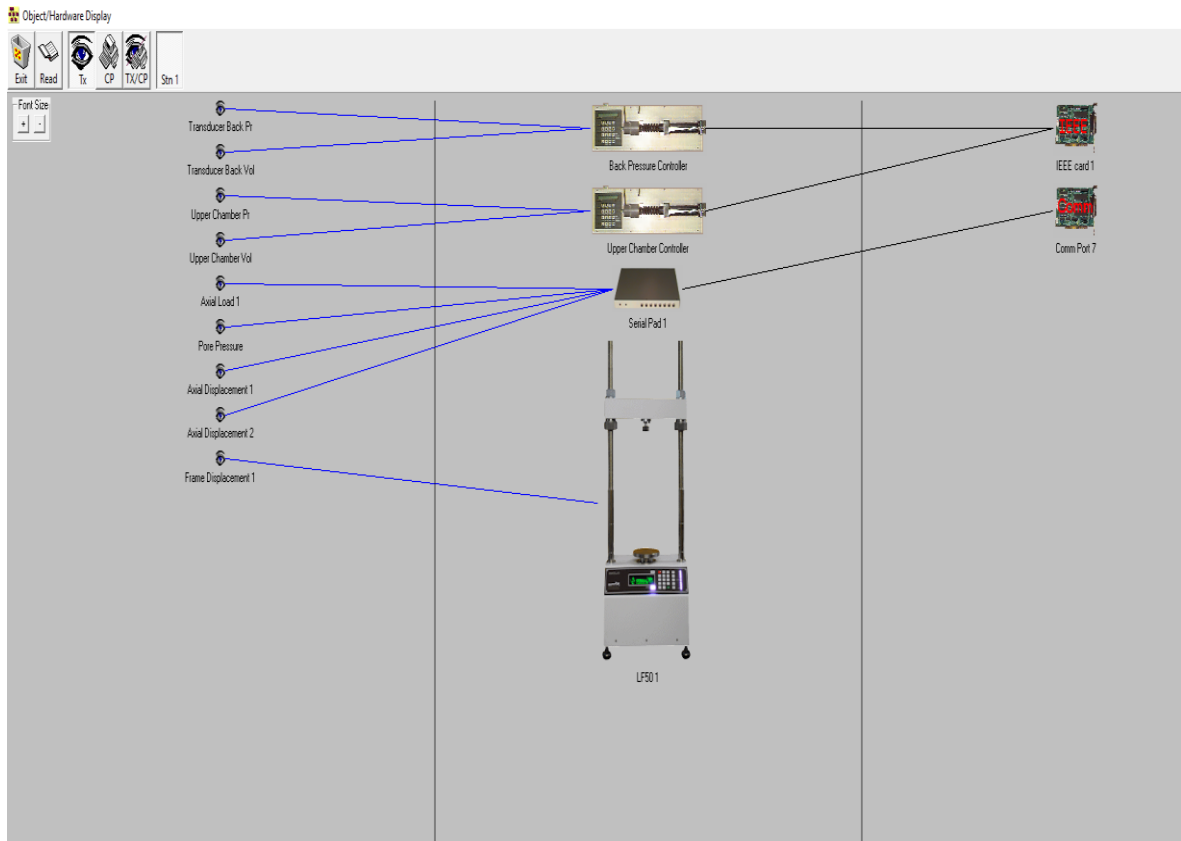 Object/Hardware Display
Exit
Read
Tx
CP
TX/CP
Stn 1
Font Size
+
-
Transducer Back Pr
Transducer Back Vol
Upper Chamber Pr
Upper Chamber Vol
Axial Load 1
Pore Pressure
Axial Displacement 1
Axial Displacement 2
Frame Displacement 1
Back Pressure Controller
Upper Chamber Controller
Serial Pad 1
LF50 1
IEEE
IEEE card 1
Comm
Comm Port 7